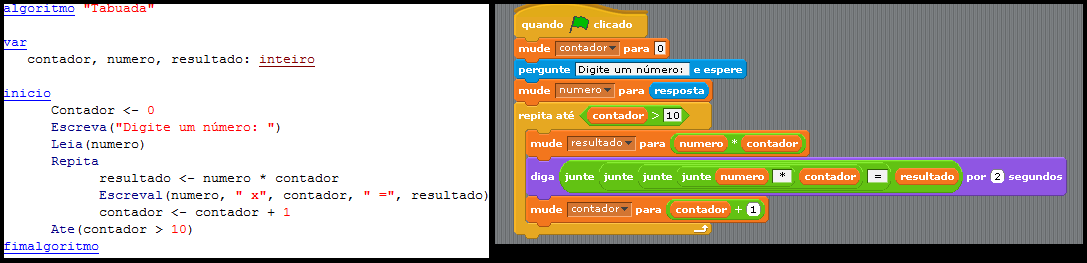 algoritmo "Tabuada"
var
contador, numero, resultado: inteiro
inicio
Contador <- 0
Escreva("Digite um número: ")
Leia(numero)
Repita
resultado <- numero * contador
Escreval(numero, " x", contador, " =", resultado)
contador <- contador + 1
Ate(contador > 10)
fimalgoritmo
quando clicado
mude contador para 0
pergunte Digite um número: e espere
mude numero para resposta
repita até contador > 10
mude resultado para numero * contador
diga junte junte junte junte numero * contador = resultado por 2 segundos
mude contador para contador + 1